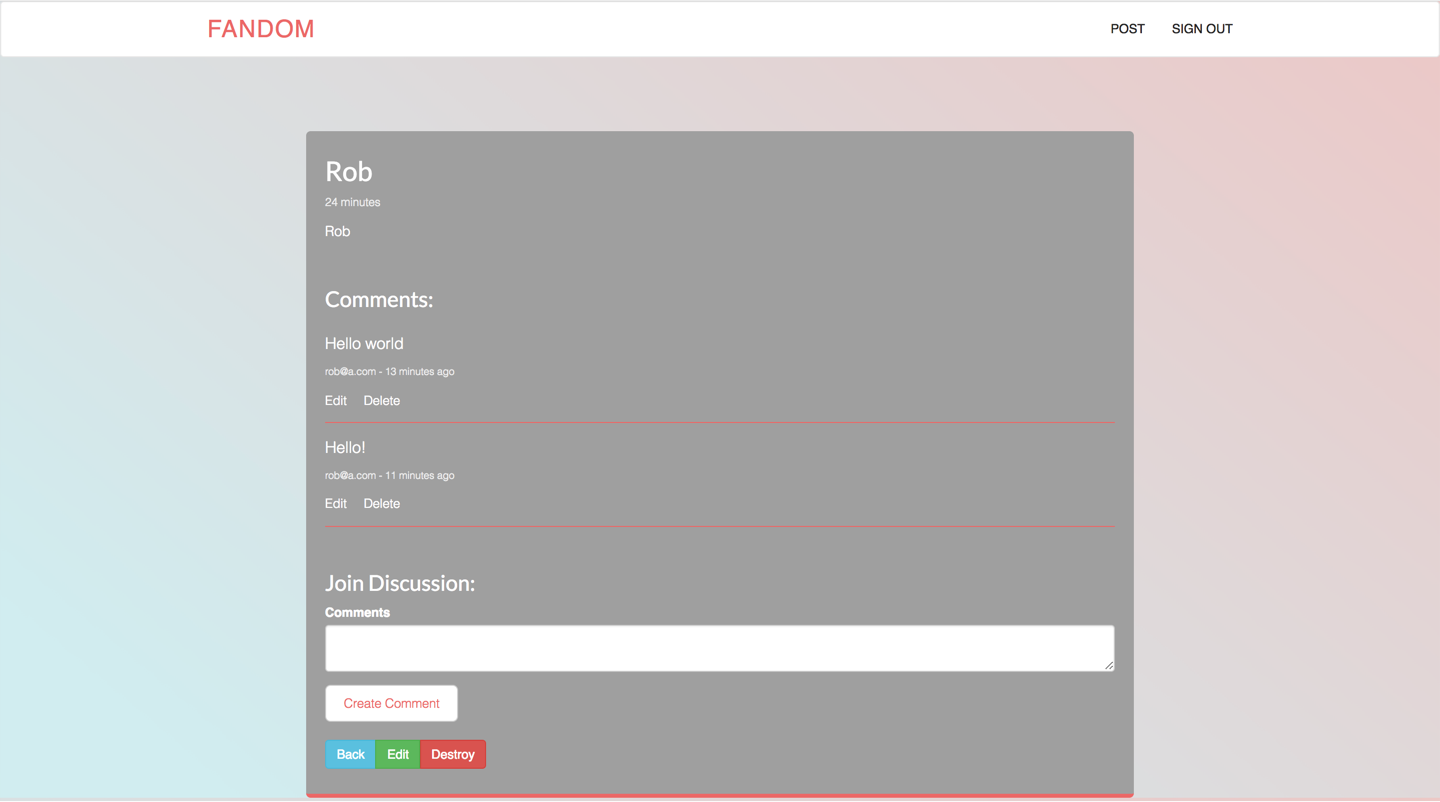 FANDOM POST SIGN OUT
Rob
24 minutes
Rob
Comments:
Hello world
rob@a.com - 13 minutes ago
Edit Delete
Hello!
rob@a.com - 11 minutes ago
Edit Delete
Join Discussion:
Comments
Create Comment
Back Edit Destroy